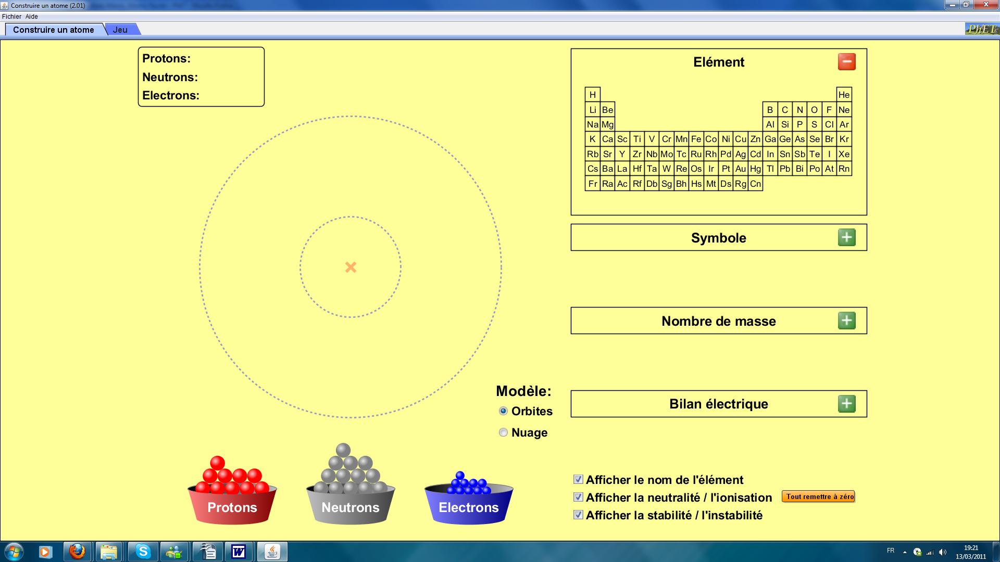 Construire un atome (2.01)
Fichier Aide
Construire un atome
Jeu
PhET
Protons:
Neutrons:
Electrons:
Elément
H He
Li Be B C N O F Ne
Na Mg Al Si P S Cl Ar
K Ca Sc Ti V Cr Mn Fe Co Ni Cu Zn Ga Ge As Se Br Kr
Rb Sr Y Zr Nb Mo Tc Ru Rh Pd Ag Cd In Sn Sb Te I Xe
Cs Ba La Hf Ta W Re Os Ir Pt Au Hg Tl Pb Bi Po At Rn
Fr Ra Ac Rf Db Sg Bh Hs Mt Ds Rg Cn
Symbole
Nombre de masse
Modèle:
Orbites
Nuage
Bilan électrique
Protons
Neutrons
Electrons
Afficher le nom de l'élément
Afficher la neutralité / l'ionisation
Tout remettre à zéro
Afficher la stabilité / l'instabilité
W
FR
19:21
13/03/2011